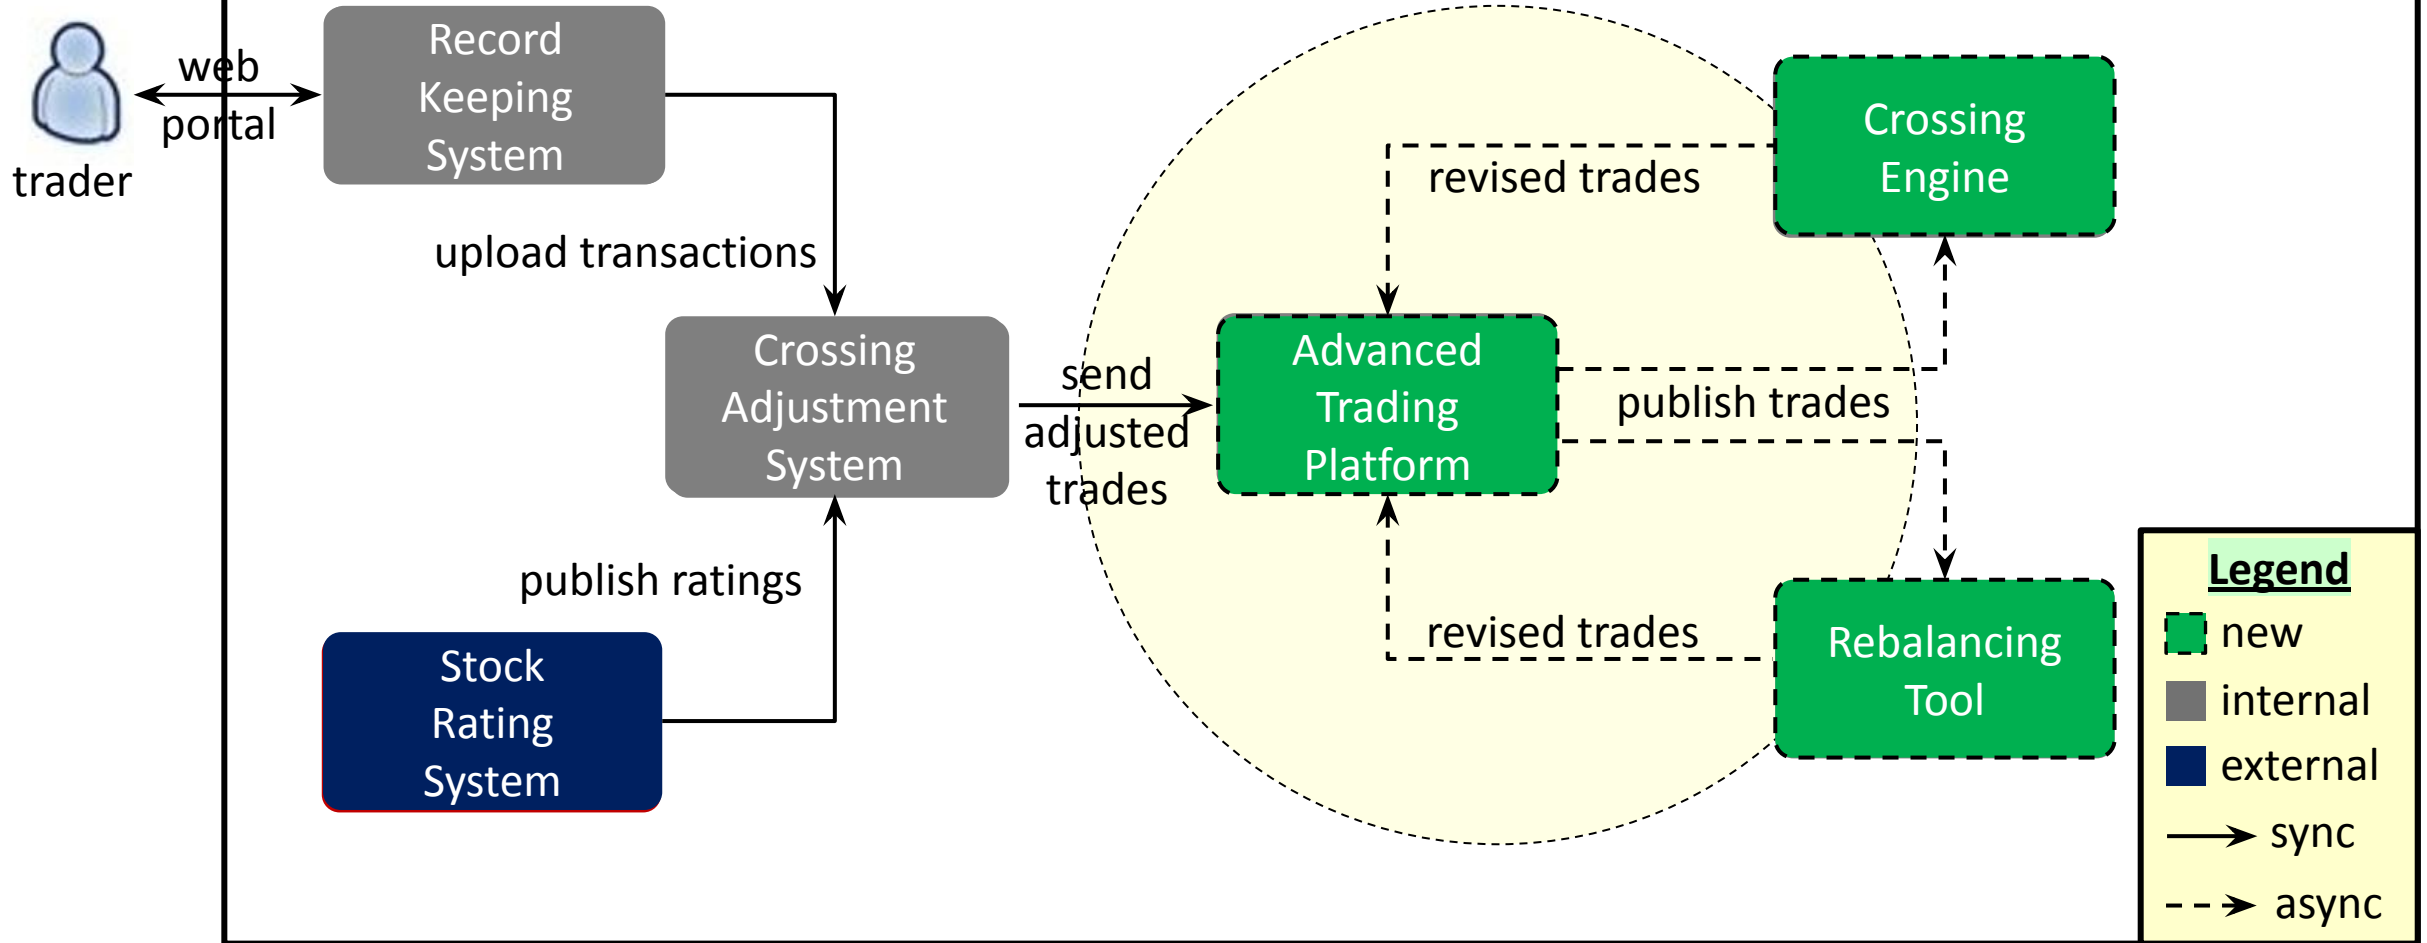 trader
web
portal
Record
Keeping
System
upload transactions
Crossing
Adjustment
System
publish ratings
Stock
Rating
System
send
adjusted
trades
Advanced
Trading
Platform
revised trades
Crossing
Engine
publish trades
revised trades
Rebalancing
Tool
Legend
new
internal
external
sync
async